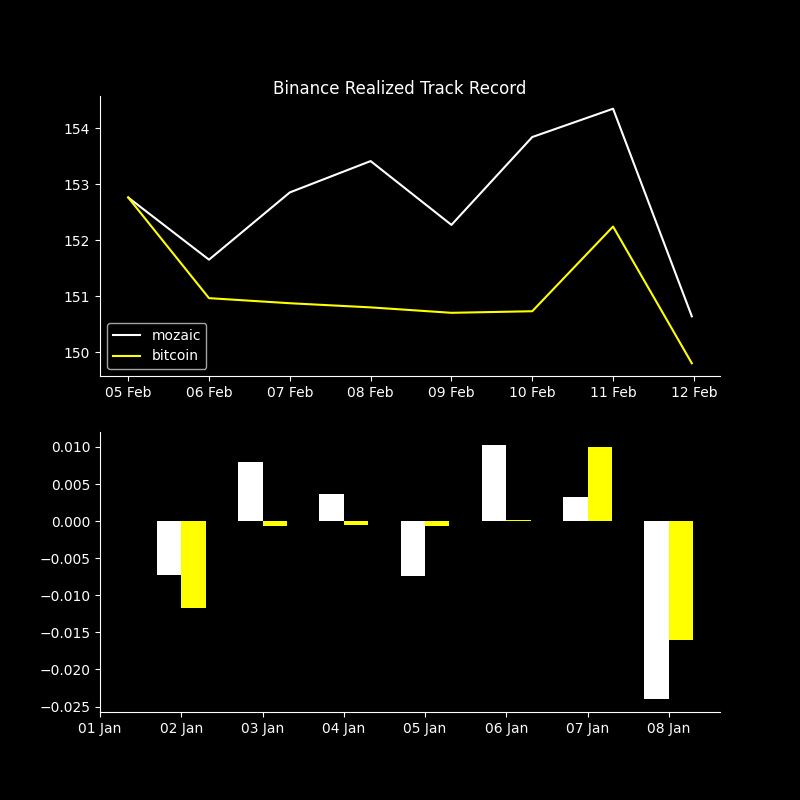 Binance Realized Track Record
154
153
152
151
150
mozaic
bitcoin
05 Feb 06 Feb 07 Feb 08 Feb 09 Feb 10 Feb 11 Feb 12 Feb
0.010
0.005
0.000
−0.005
−0.010
−0.015
−0.020
−0.025
01 Jan 02 Jan 03 Jan 04 Jan 05 Jan 06 Jan 07 Jan 08 Jan